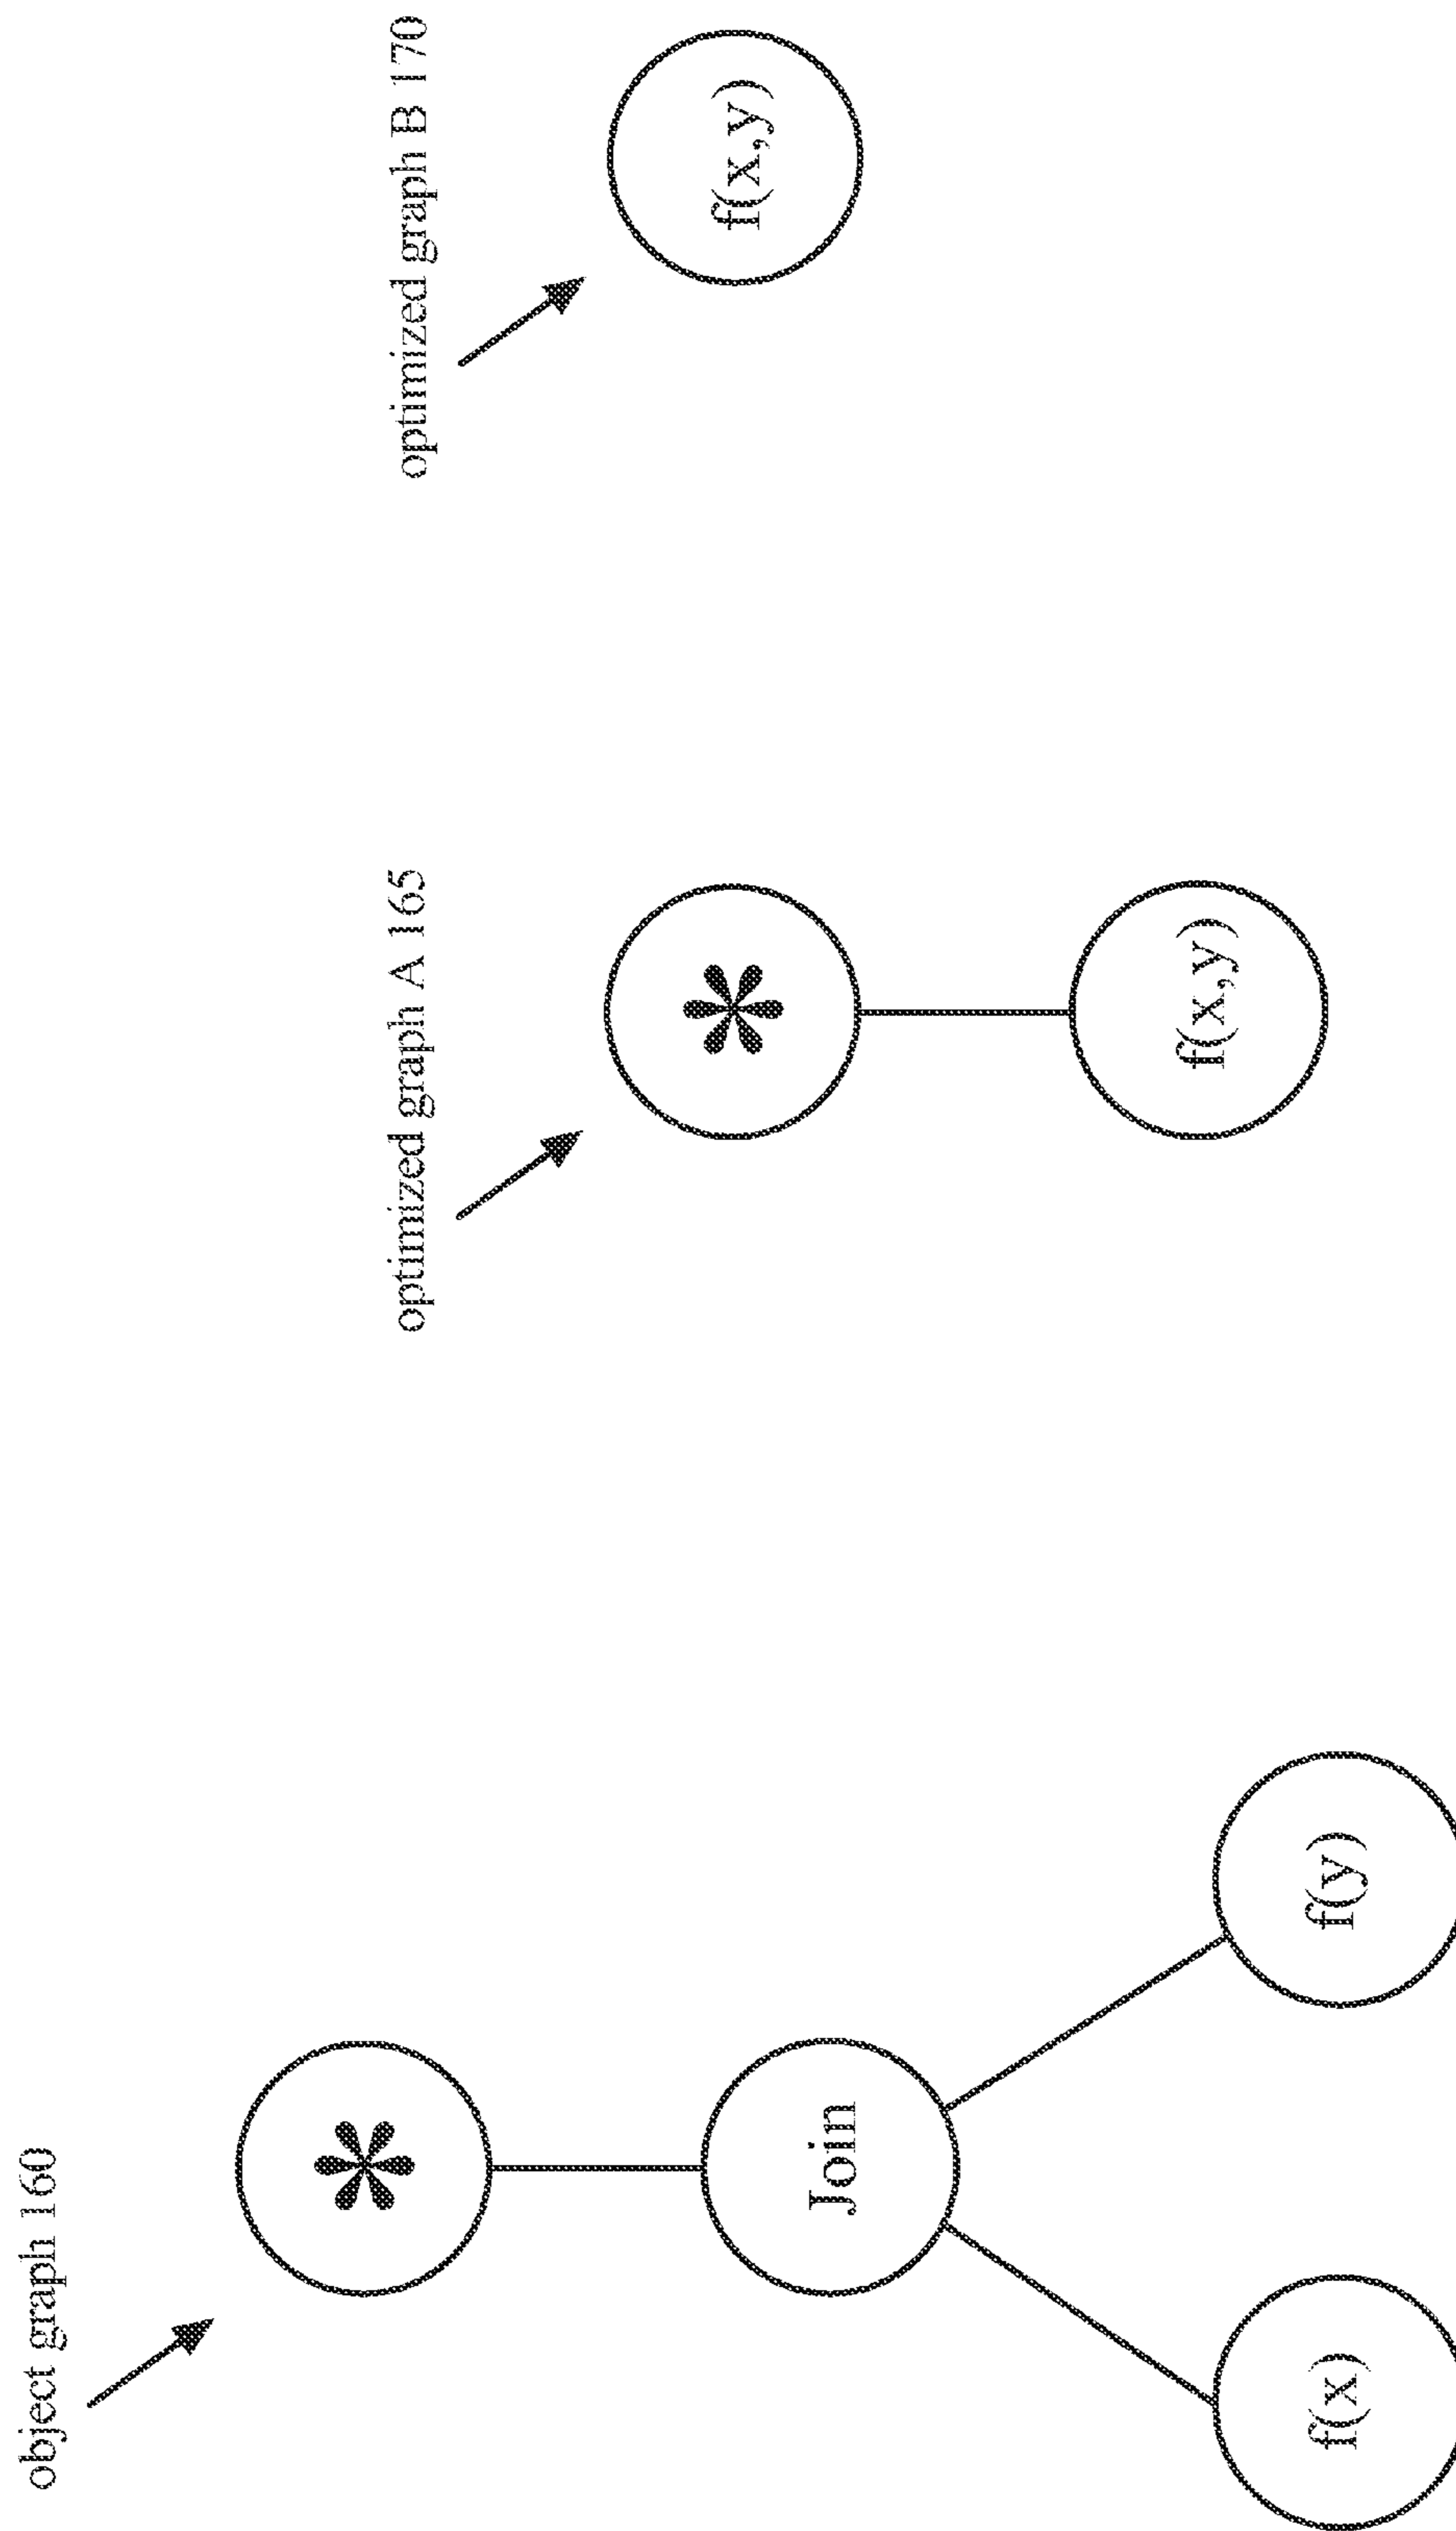 object graph 160
*
Join
f(x)
f(y)
optimized graph A 165
*
f(x,y)
optimized graph B 170
f(x,y)